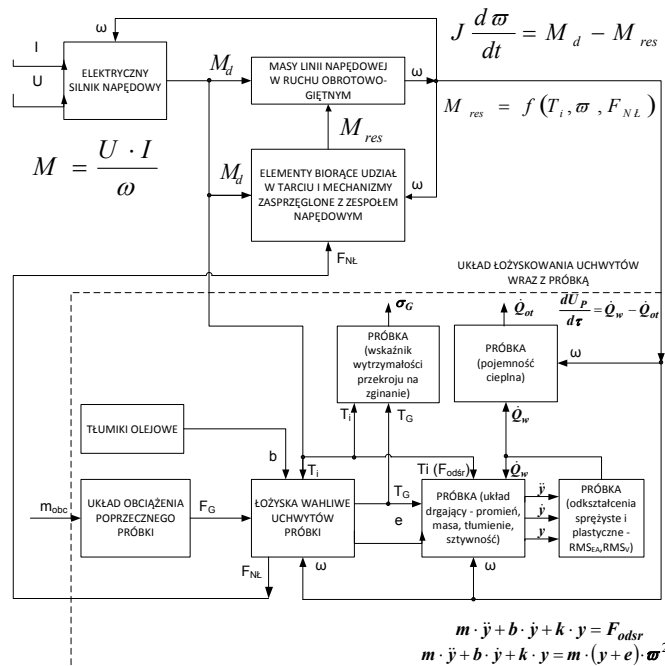 I
U
ELEKTRYCZNY
SILNIK NAPĘDOWY
ω
M_d
MASY LINII NAPĘDOWEJ
W RUCHU OBROTOWO-
GIĘTNYM
ω
J dϖ/dt = M_d − M_res
M_res = f(T_i, ϖ, F_NŁ)
M = U · I / ω
M_res
M_d
ELEMENTY BIORĄCE UDZIAŁ
W TARCIU I MECHANIZMY
ZASPRZĘGLONE Z ZESPOŁEM
NAPĘDOWYM
ω
F_NŁ
UKŁAD ŁOŻYSKOWANIA UCHWYTÓW
WRAZ Z PRÓBKĄ
σ_G
Q̇_ot
dU_P/dτ = Q̇_w − Q̇_ot
PRÓBKA
(wskaźnik
wytrzymałości
przekroju na
zginanie)
PRÓBKA
(pojemność
cieplna)
ω
T_i
T_G
Q̇_w
TŁUMIKI OLEJOWE
b
T_i
Ti (F_odśr)
Q̇_w
m_obc
UKŁAD OBCIĄŻENIA
POPRZECZNEGO
PRÓBKI
F_G
ŁOŻYSKA WAHLIWE
UCHWYTÓW
PRÓBKI
T_G
e
PRÓBKA (układ
drgający - promień,
masa, tłumienie,
sztywność)
ÿ
ẏ
y
PRÓBKA
(odkształcenia
sprężyste i
plastyczne -
RMS_EA,RMS_V)
F_NŁ
ω
ω
m · ÿ + b · ẏ + k · y = F_odsr
m · ÿ + b · ẏ + k · y = m · (y + e) · ϖ²